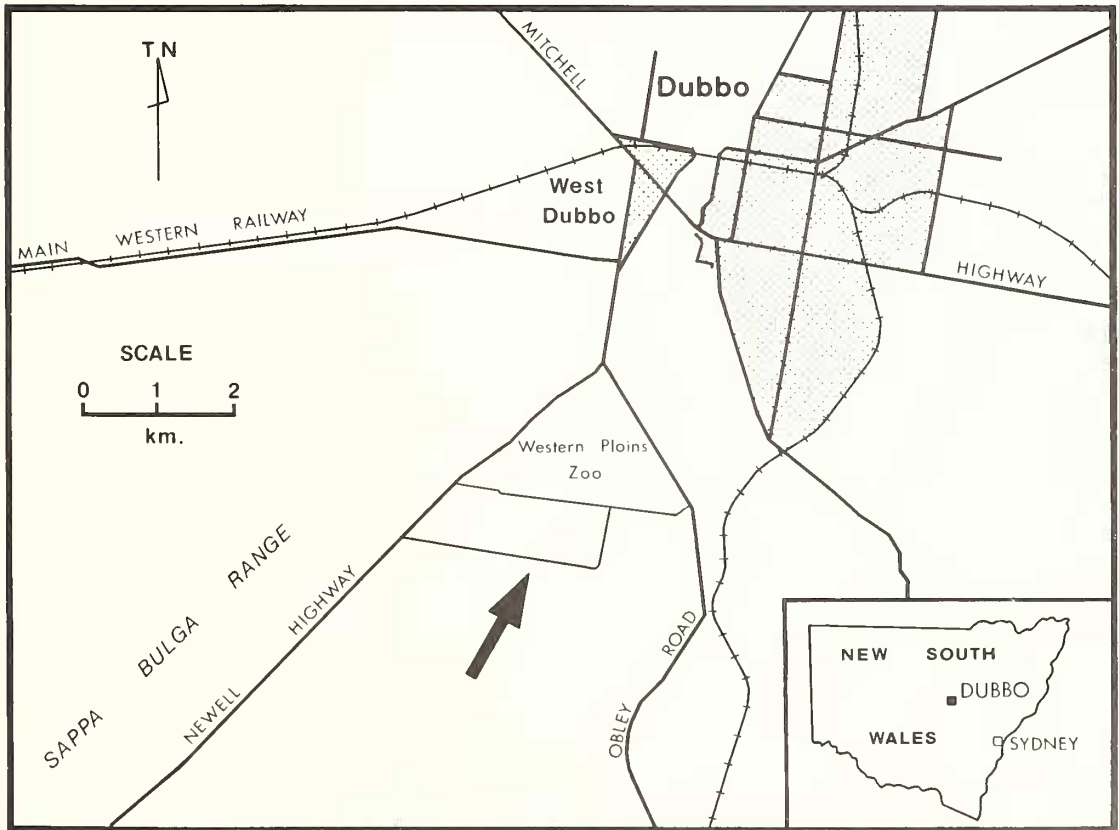 TN
MITCHELL
Dubbo
West
Dubbo
MAIN WESTERN RAILWAY
HIGHWAY
SCALE
0 1 2
km.
Western Ploins
Zoo
SAPPA BULGA RANGE
NEWELL HIGHWAY
OBLEY ROAD
NEW SOUTH
WALES
DUBBO
SYDNEY